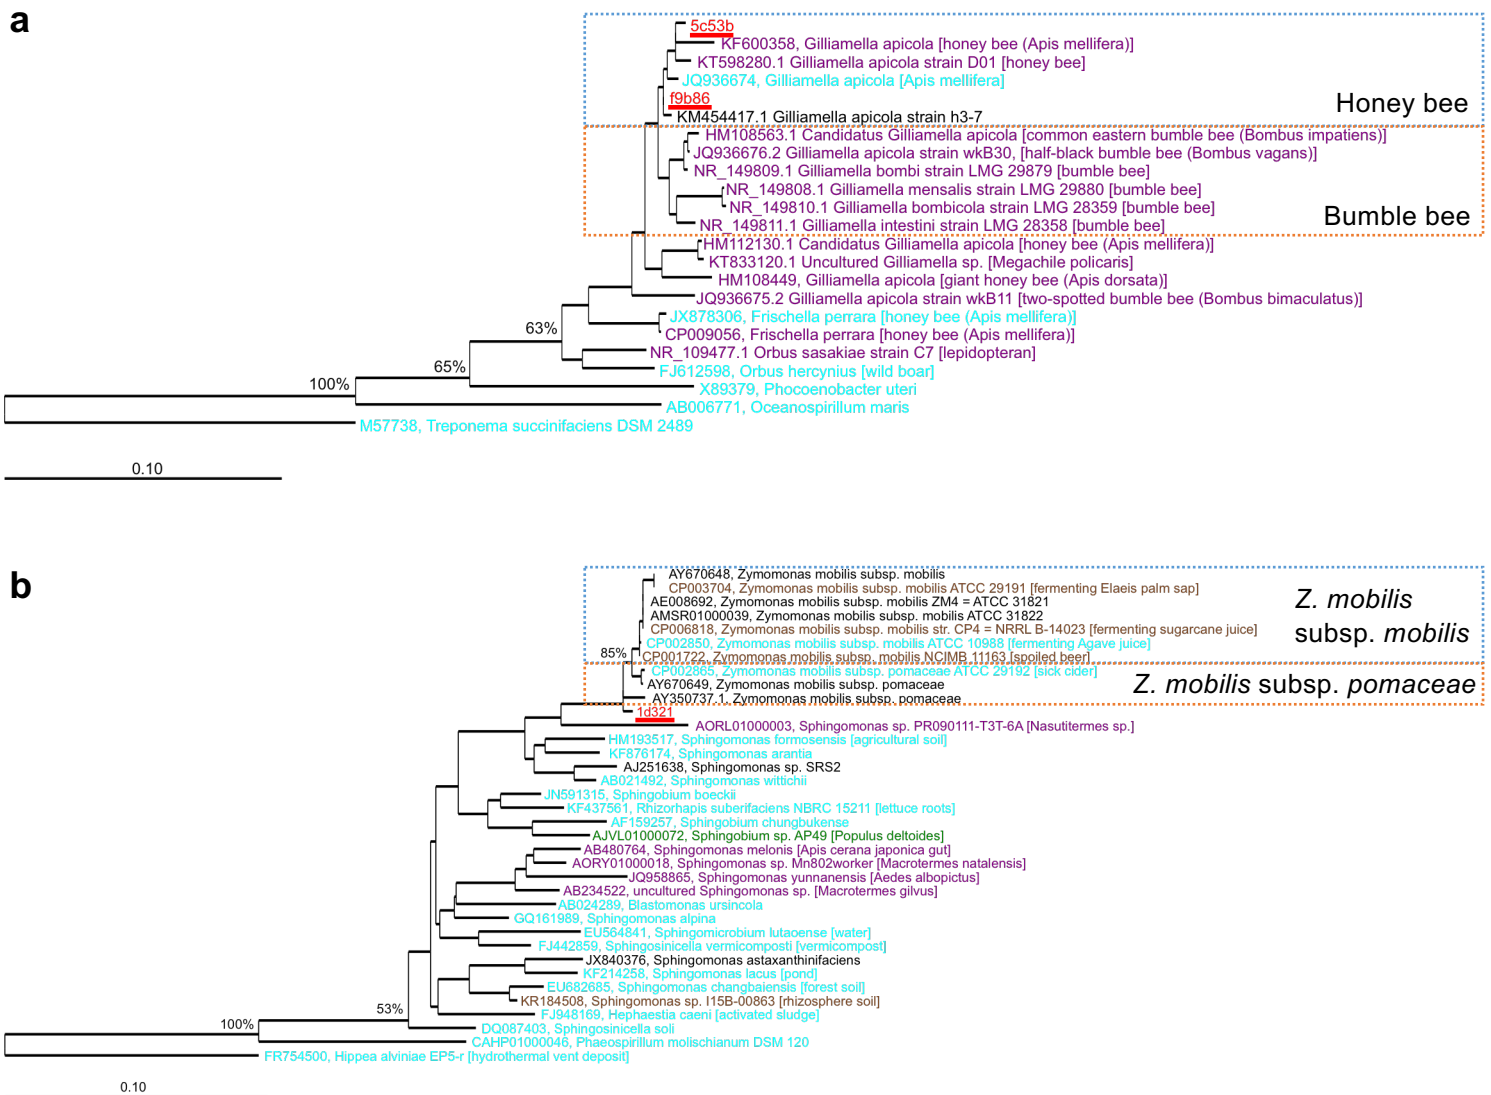 a
5c53b
KF600358, Gilliamella apicola [honey bee (Apis mellifera)]
KT598280.1 Gilliamella apicola strain D01 [honey bee]
JQ936674, Gilliamella apicola [Apis mellifera]
f9b86
Honey bee
KM454417.1 Gilliamella apicola strain h3-7
HM108563.1 Candidatus Gilliamella apicola [common eastern bumble bee (Bombus impatiens)]
JQ936676.2 Gilliamella apicola strain wkB30, [half-black bumble bee (Bombus vagans)]
NR_149809.1 Gilliamella bombi strain LMG 29879 [bumble bee]
NR_149808.1 Gilliamella mensalis strain LMG 29880 [bumble bee]
NR_149810.1 Gilliamella bombicola strain LMG 28359 [bumble bee]
Bumble bee
NR_149811.1 Gilliamella intestini strain LMG 28358 [bumble bee]
HM112130.1 Candidatus Gilliamella apicola [honey bee (Apis mellifera)]
KT833120.1 Uncultured Gilliamella sp. [Megachile policaris]
HM108449, Gilliamella apicola [giant honey bee (Apis dorsata)]
JQ936675.2 Gilliamella apicola strain wkB11 [two-spotted bumble bee (Bombus bimaculatus)]
JX878306, Frischella perrara [honey bee (Apis mellifera)]
63%
CP009056, Frischella perrara [honey bee (Apis mellifera)]
NR_109477.1 Orbus sasakiae strain C7 [lepidopteran]
65%
FJ612598, Orbus hercynius [wild boar]
100%
X89379, Phocoenobacter uteri
AB006771, Oceanospirillum maris
M57738, Treponema succinifaciens DSM 2489
0.10
b
AY670648, Zymomonas mobilis subsp. mobilis
CP003704, Zymomonas mobilis subsp. mobilis ATCC 29191 [fermenting Elaeis palm sap]
AE008692, Zymomonas mobilis subsp. mobilis ZM4 = ATCC 31821
Z. mobilis
AMSR01000039, Zymomonas mobilis subsp. mobilis ATCC 31822
CP006818, Zymomonas mobilis subsp. mobilis str. CP4 = NRRL B-14023 [fermenting sugarcane juice]
subsp. mobilis
CP002850, Zymomonas mobilis subsp. mobilis ATCC 10988 [fermenting Agave juice]
85%
CP001722, Zymomonas mobilis subsp. mobilis NCIMB 11163 [spoiled beer]
CP002865, Zymomonas mobilis subsp. pomaceae ATCC 29192 [sick cider]
AY670649, Zymomonas mobilis subsp. pomaceae
Z. mobilis subsp. pomaceae
AY350737.1, Zymomonas mobilis subsp. pomaceae
1d321
AORL01000003, Sphingomonas sp. PR090111-T3T-6A [Nasutitermes sp.]
HM193517, Sphingomonas formosensis [agricultural soil]
KF876174, Sphingomonas arantia
AJ251638, Sphingomonas sp. SRS2
AB021492, Sphingomonas wittichii
JN591315, Sphingobium boeckii
KF437561, Rhizorhapis suberifaciens NBRC 15211 [lettuce roots]
AF159257, Sphingobium chungbukense
AJVL01000072, Sphingobium sp. AP49 [Populus deltoides]
AB480764, Sphingomonas melonis [Apis cerana japonica gut]
AORY01000018, Sphingomonas sp. Mn802worker [Macrotermes natalensis]
JQ958865, Sphingomonas yunnanensis [Aedes albopictus]
AB234522, uncultured Sphingomonas sp. [Macrotermes gilvus]
AB024289, Blastomonas ursincola
GQ161989, Sphingomonas alpina
EU564841, Sphingomicrobium lutaoense [water]
FJ442859, Sphingosinicella vermicomposti [vermicompost]
JX840376, Sphingomonas astaxanthinifaciens
KF214258, Sphingomonas lacus [pond]
EU682685, Sphingomonas changbaiensis [forest soil]
KR184508, Sphingomonas sp. I15B-00863 [rhizosphere soil]
53%
FJ948169, Hephaestia caeni [activated sludge]
100%
DQ087403, Sphingosinicella soli
CAHP01000046, Phaeospirillum molischianum DSM 120
FR754500, Hippea alviniae EP5-r [hydrothermal vent deposit]
0.10